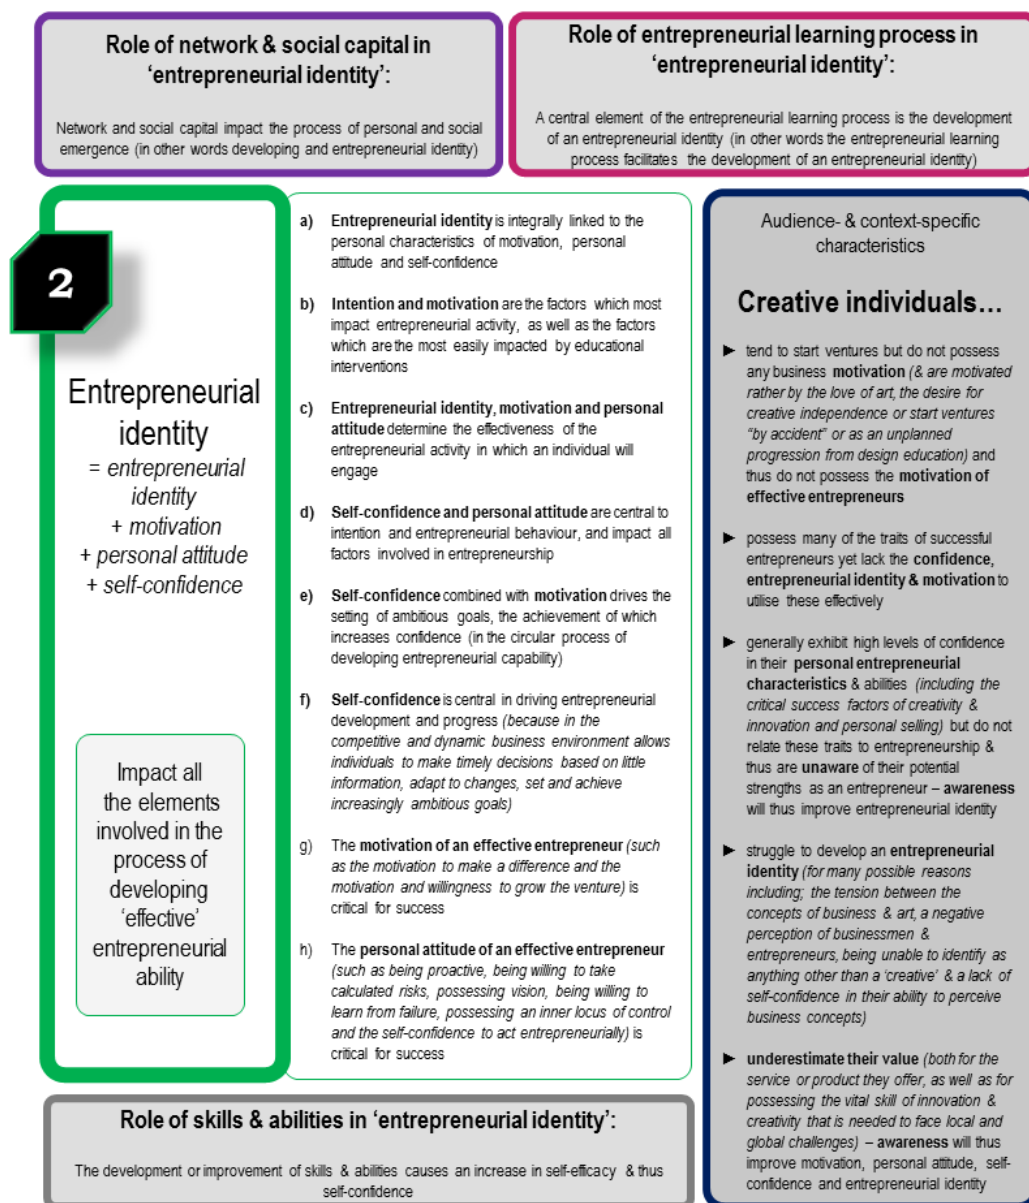 Role of network & social capital in
‘entrepreneurial identity’:
Network and social capital impact the process of personal and social
emergence (in other words developing and entrepreneurial identity)
Role of entrepreneurial learning process in
‘entrepreneurial identity’:
A central element of the entrepreneurial learning process is the development
of an entrepreneurial identity (in other words the entrepreneurial learning
process facilitates the development of an entrepreneurial identity)
2
Entrepreneurial
identity
= entrepreneurial
identity
+ motivation
+ personal attitude
+ self-confidence
Impact all
the elements
involved in the
process of
developing
‘effective’
entrepreneurial
ability
a) Entrepreneurial identity is integrally linked to the
personal characteristics of motivation, personal
attitude and self-confidence
b) Intention and motivation are the factors which most
impact entrepreneurial activity, as well as the factors
which are the most easily impacted by educational
interventions
c) Entrepreneurial identity, motivation and personal
attitude determine the effectiveness of the
entrepreneurial activity in which an individual will
engage
d) Self-confidence and personal attitude are central to
intention and entrepreneurial behaviour, and impact all
factors involved in entrepreneurship
e) Self-confidence combined with motivation drives the
setting of ambitious goals, the achievement of which
increases confidence (in the circular process of
developing entrepreneurial capability)
f) Self-confidence is central in driving entrepreneurial
development and progress (because in the
competitive and dynamic business environment allows
individuals to make timely decisions based on little
information, adapt to changes, set and achieve
increasingly ambitious goals)
g) The motivation of an effective entrepreneur (such
as the motivation to make a difference and the
motivation and willingness to grow the venture) is
critical for success
h) The personal attitude of an effective entrepreneur
(such as being proactive, being willing to take
calculated risks, possessing vision, being willing to
learn from failure, possessing an inner locus of control
and the self-confidence to act entrepreneurially) is
critical for success
Audience- & context-specific
characteristics
Creative individuals…
► tend to start ventures but do not possess
any business motivation (& are motivated
rather by the love of art, the desire for
creative independence or start ventures
“by accident” or as an unplanned
progression from design education) and
thus do not possess the motivation of
effective entrepreneurs
► possess many of the traits of successful
entrepreneurs yet lack the confidence,
entrepreneurial identity & motivation to
utilise these effectively
► generally exhibit high levels of confidence
in their personal entrepreneurial
characteristics & abilities (including the
critical success factors of creativity &
innovation and personal selling) but do not
relate these traits to entrepreneurship &
thus are unaware of their potential
strengths as an entrepreneur – awareness
will thus improve entrepreneurial identity
► struggle to develop an entrepreneurial
identity (for many possible reasons
including; the tension between the
concepts of business & art, a negative
perception of businessmen &
entrepreneurs, being unable to identify as
anything other than a ‘creative’ & a lack of
self-confidence in their ability to perceive
business concepts)
► underestimate their value (both for the
service or product they offer, as well as for
possessing the vital skill of innovation &
creativity that is needed to face local and
global challenges) – awareness will thus
improve motivation, personal attitude, self-
confidence and entrepreneurial identity
Role of skills & abilities in ‘entrepreneurial identity’:
The development or improvement of skills & abilities causes an increase in self-efficacy & thus
self-confidence